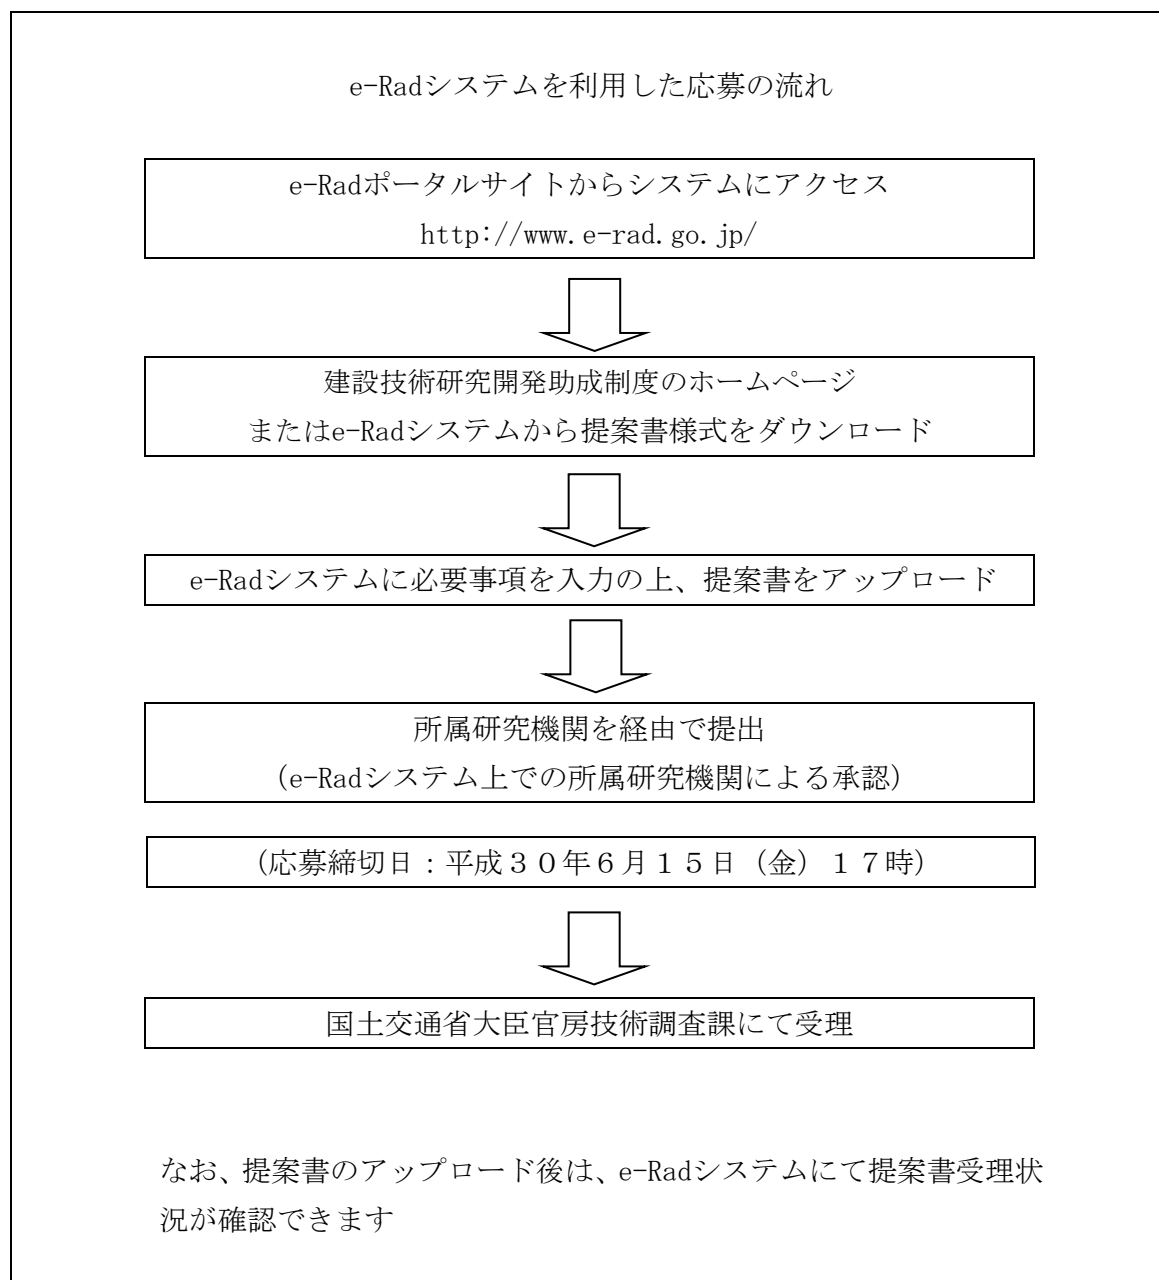 e-Radシステムを利用した応募の流れ
e-Radポータルサイトからシステムにアクセス
http://www.e-rad.go.jp/
建設技術研究開発助成制度のホームページ
またはe-Radシステムから提案書様式をダウンロード
e-Radシステムに必要事項を入力の上、提案書をアップロード
所属研究機関を経由で提出
（e-Radシステム上での所属研究機関による承認）
（応募締切日：平成３０年６月１５日（金）１７時）
国土交通省大臣官房技術調査課にて受理
なお、提案書のアップロード後は、e-Radシステムにて提案書受理状
況が確認できます